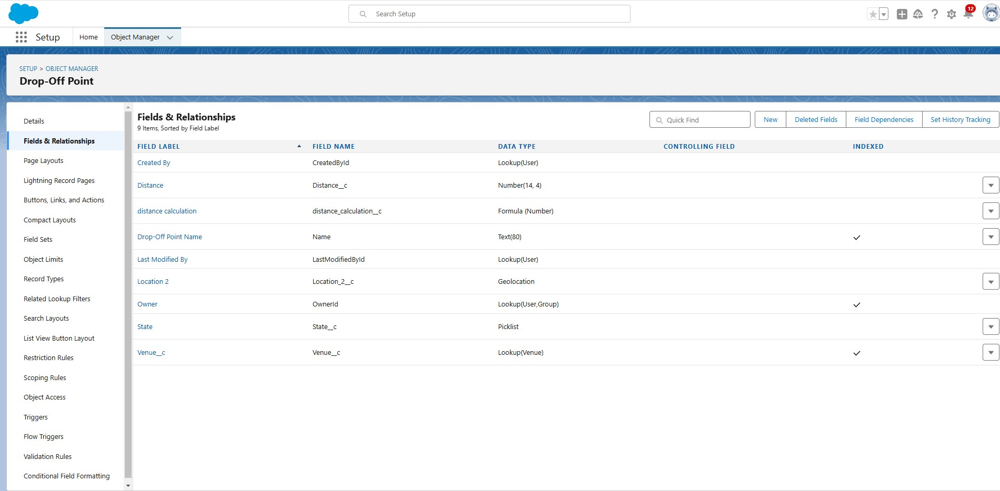 Search Setup
12
Setup
Home
Object Manager
SETUP > OBJECT MANAGER
Drop-Off Point
Details
Fields & Relationships
Page Layouts
Lightning Record Pages
Buttons, Links, and Actions
Compact Layouts
Field Sets
Object Limits
Record Types
Related Lookup Filters
Search Layouts
List View Button Layout
Restriction Rules
Scoping Rules
Object Access
Triggers
Flow Triggers
Validation Rules
Conditional Field Formatting
Fields & Relationships
9 Items, Sorted by Field Label
Quick Find
New
Deleted Fields
Field Dependencies
Set History Tracking
FIELD LABEL FIELD NAME DATA TYPE CONTROLLING FIELD INDEXED
Created By CreatedById Lookup(User)
Distance Distance__c Number(14, 4)
distance calculation distance_calculation__c Formula (Number)
Drop-Off Point Name Name Text(80)
Last Modified By LastModifiedById Lookup(User)
Location 2 Location_2__c Geolocation
Owner OwnerId Lookup(User,Group)
State State__c Picklist
Venue__c Venue__c Lookup(Venue)